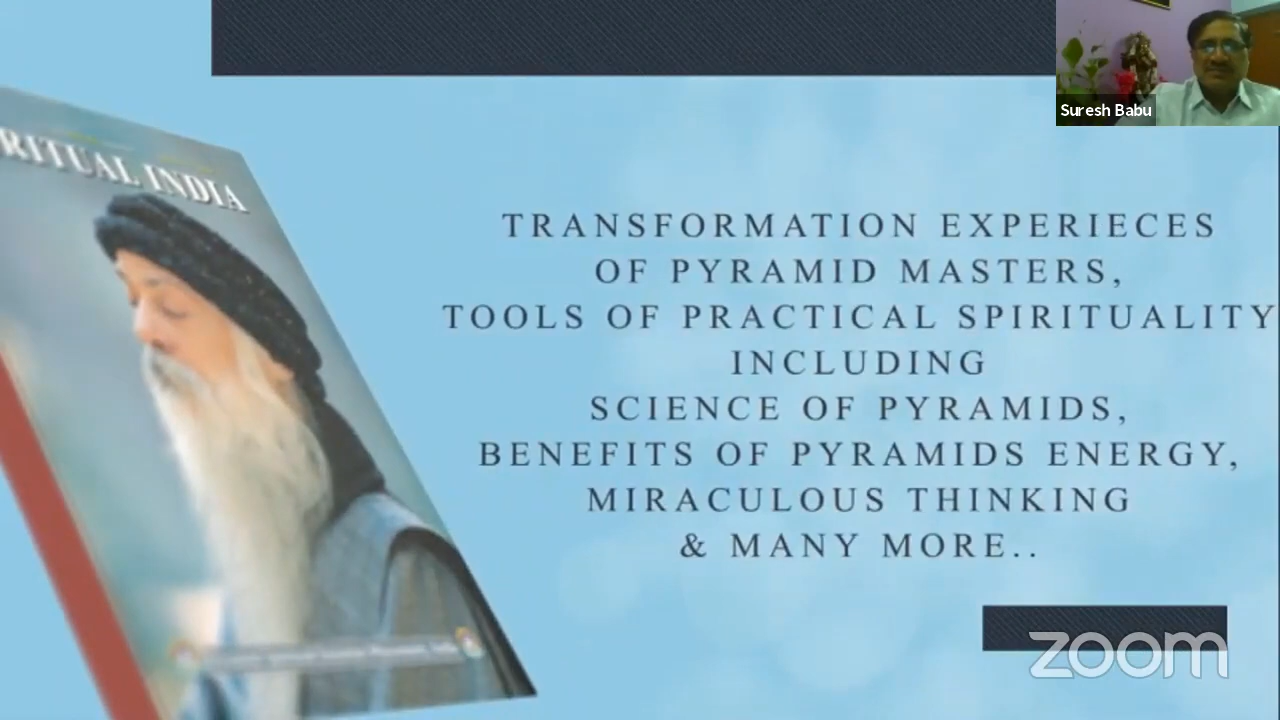 Suresh Babu
RITUAL INDIA
TRANSFORMATION EXPERIECES
OF PYRAMID MASTERS,
TOOLS OF PRACTICAL SPIRITUALITY
INCLUDING
SCIENCE OF PYRAMIDS,
BENEFITS OF PYRAMIDS ENERGY,
MIRACULOUS THINKING
& MANY MORE..
zoom